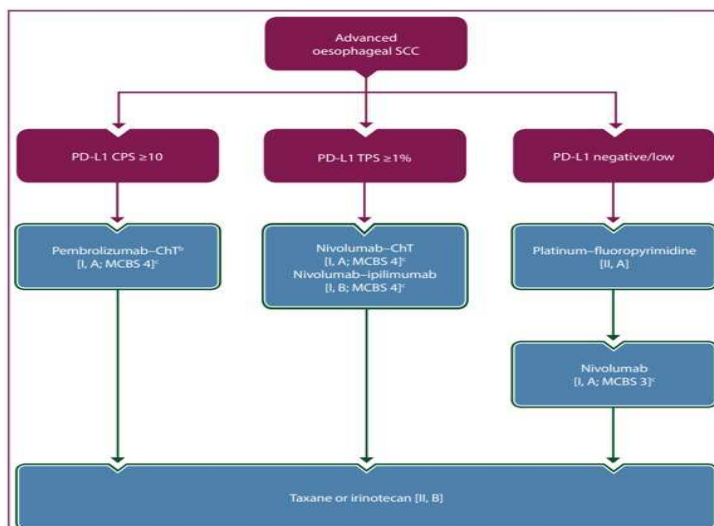 Advanced
oesophageal SCC
PD-L1 CPS ≥10
PD-L1 TPS ≥1%
PD-L1 negative/low
Pembrolizumab–ChTᵇ
[I, A; MCBS 4]ᶜ
Nivolumab–ChT
[I, A; MCBS 4]ᶜ
Nivolumab–ipilimumab
[I, B; MCBS 4]ᶜ
Platinum–fluoropyrimidine
[II, A]
Nivolumab
[I, A; MCBS 3]ᶜ
Taxane or irinotecan [II, B]